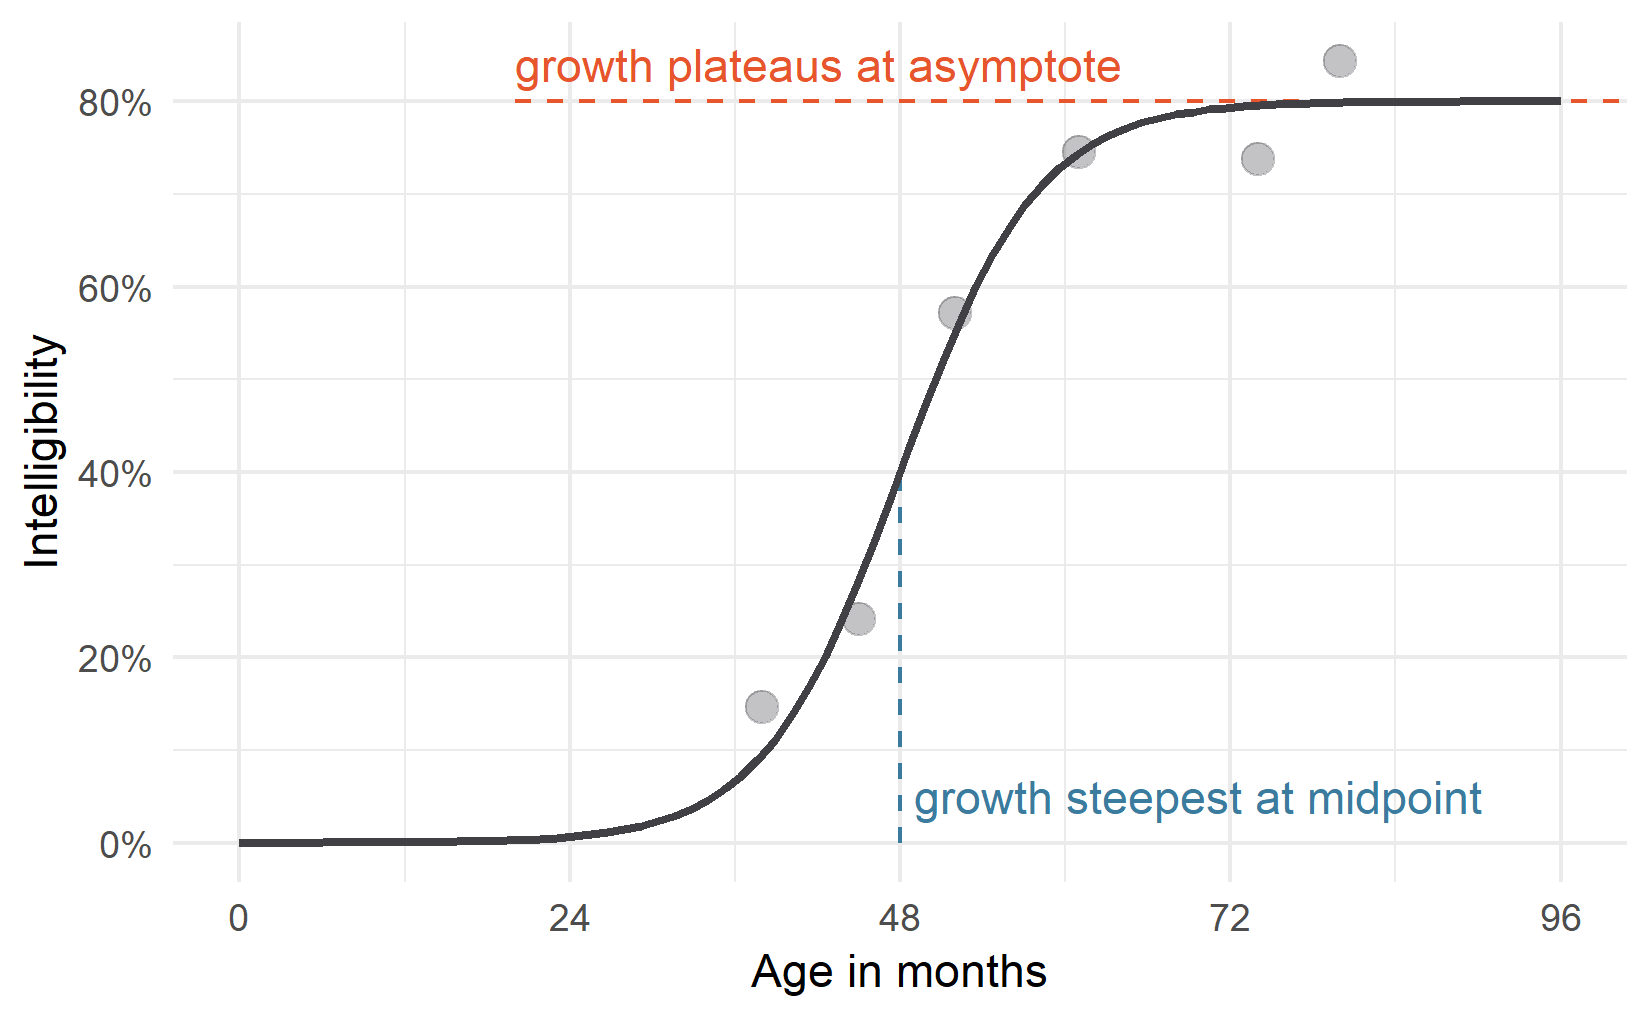 growth plateaus at asymptote
80%
60%
40%
20%
0%
Intelligibility
growth steepest at midpoint
0
24
48
72
96
Age in months